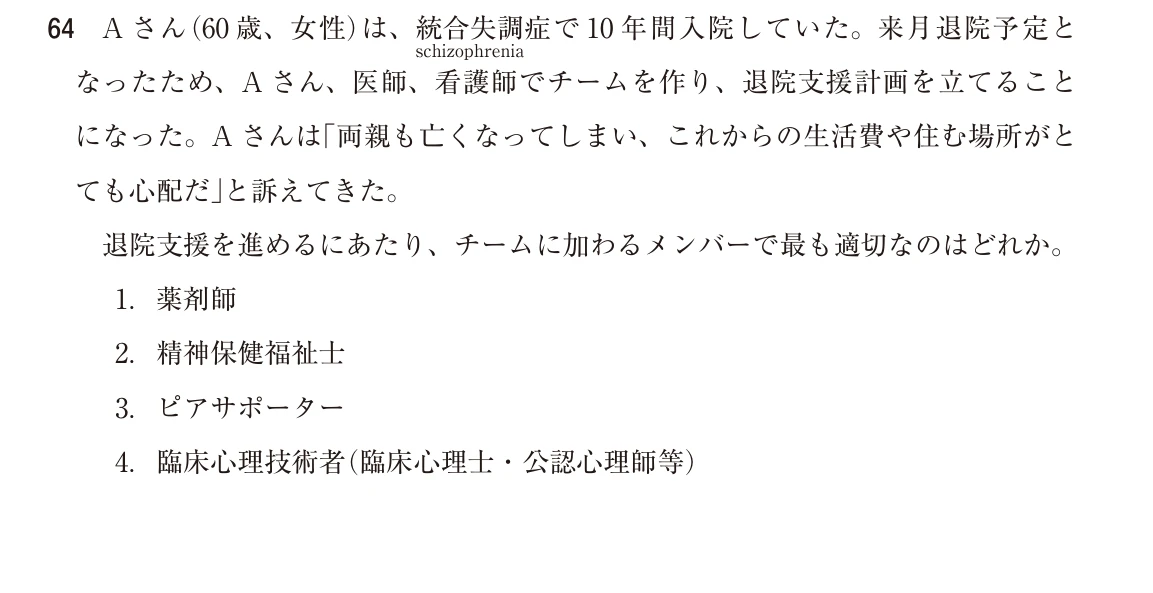 64 Aさん(60歳、女性)は、統合失調症で10年間入院していた。来月退院予定と
schizophrenia
なったため、Aさん、医師、看護師でチームを作り、退院支援計画を立てること
になった。Aさんは「両親も亡くなってしまい、これからの生活費や住む場所がと
ても心配だ」と訴えてきた。
退院支援を進めるにあたり、チームに加わるメンバーで最も適切なのはどれか。
1. 薬剤師
2. 精神保健福祉士
3. ピアサポーター
4. 臨床心理技術者(臨床心理士・公認心理師等)